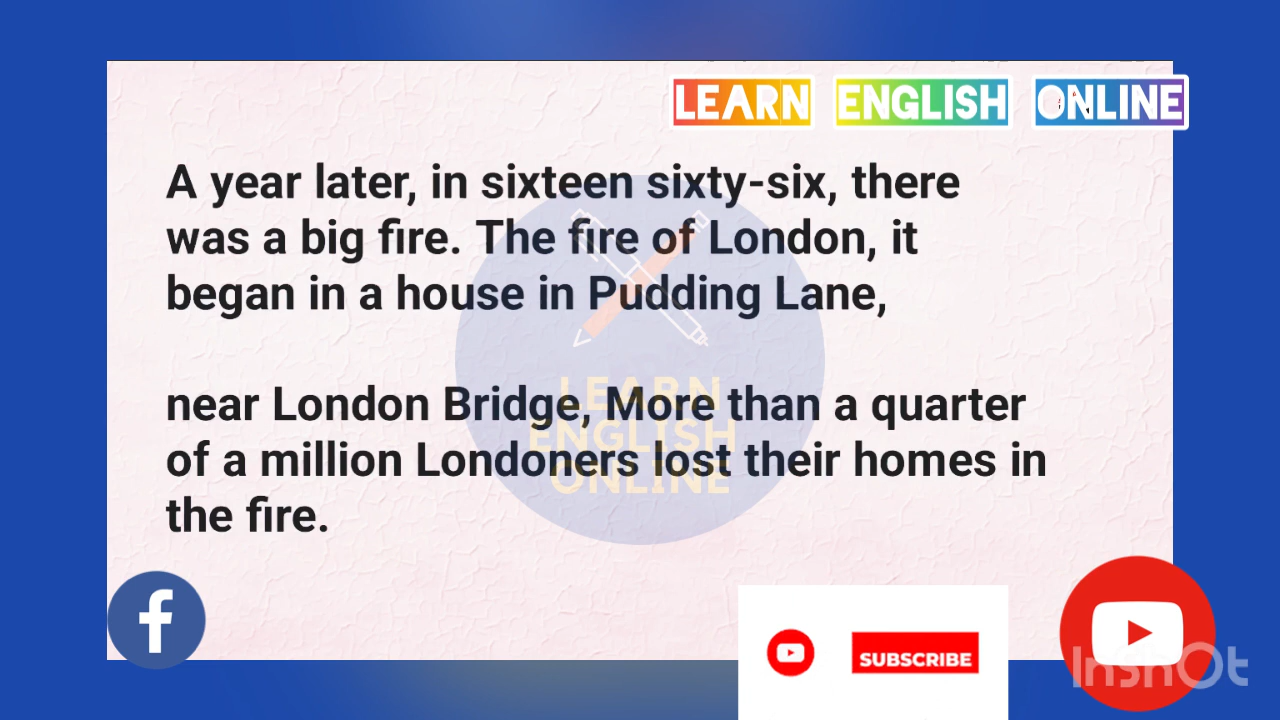 LEARN ENGLISH ONLINE
A year later, in sixteen sixty-six, there
was a big fire. The fire of London, it
began in a house in Pudding Lane,
near London Bridge, More than a quarter
of a million Londoners lost their homes in
the fire.
LEARN
ENGLISH
ONLINE
SUBSCRIBE
InShOt